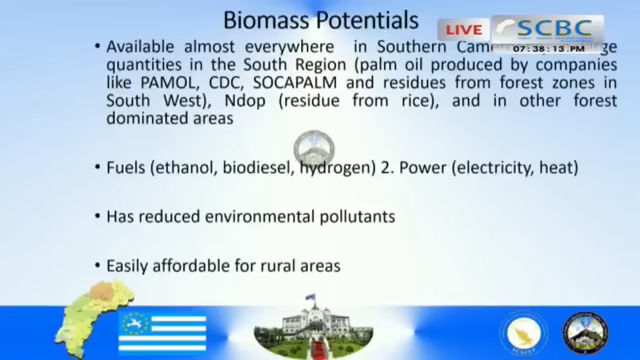 Biomass Potentials
LIVE
SCBC
07:38:13 PM
• Available almost everywhere in Southern
quantities in the South Region (palm oil produced by companies
like PAMOL, CDC, SOCAPALM and residues from forest zones in
South West), Ndop (residue from rice), and in other forest
dominated areas
• Fuels (ethanol, biodiesel, hydrogen) 2. Power (electricity, heat)
• Has reduced environmental pollutants
• Easily affordable for rural areas